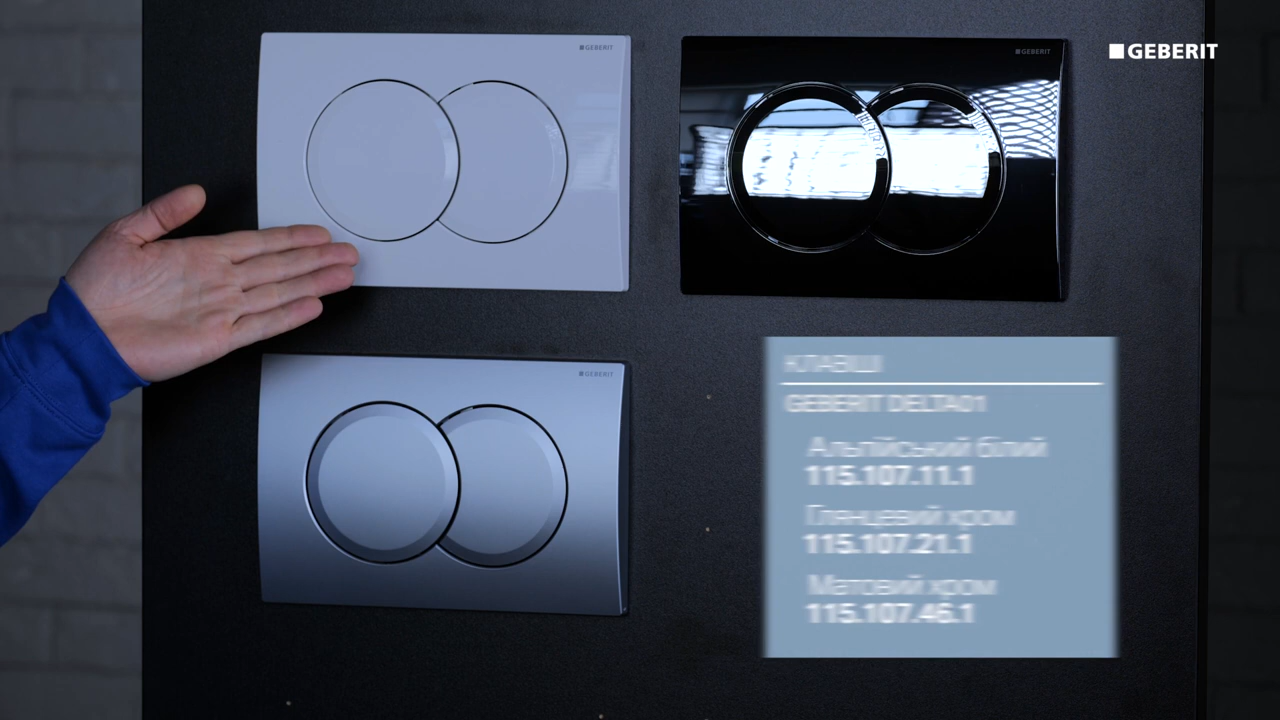 GEBERIT
GEBERIT
GEBERIT
GEBERIT
КЛАВІШІ
GEBERIT DELTA01
Альпійський білий
115.107.11.1
Глянцевий хром
115.107.21.1
Матовий хром
115.107.46.1